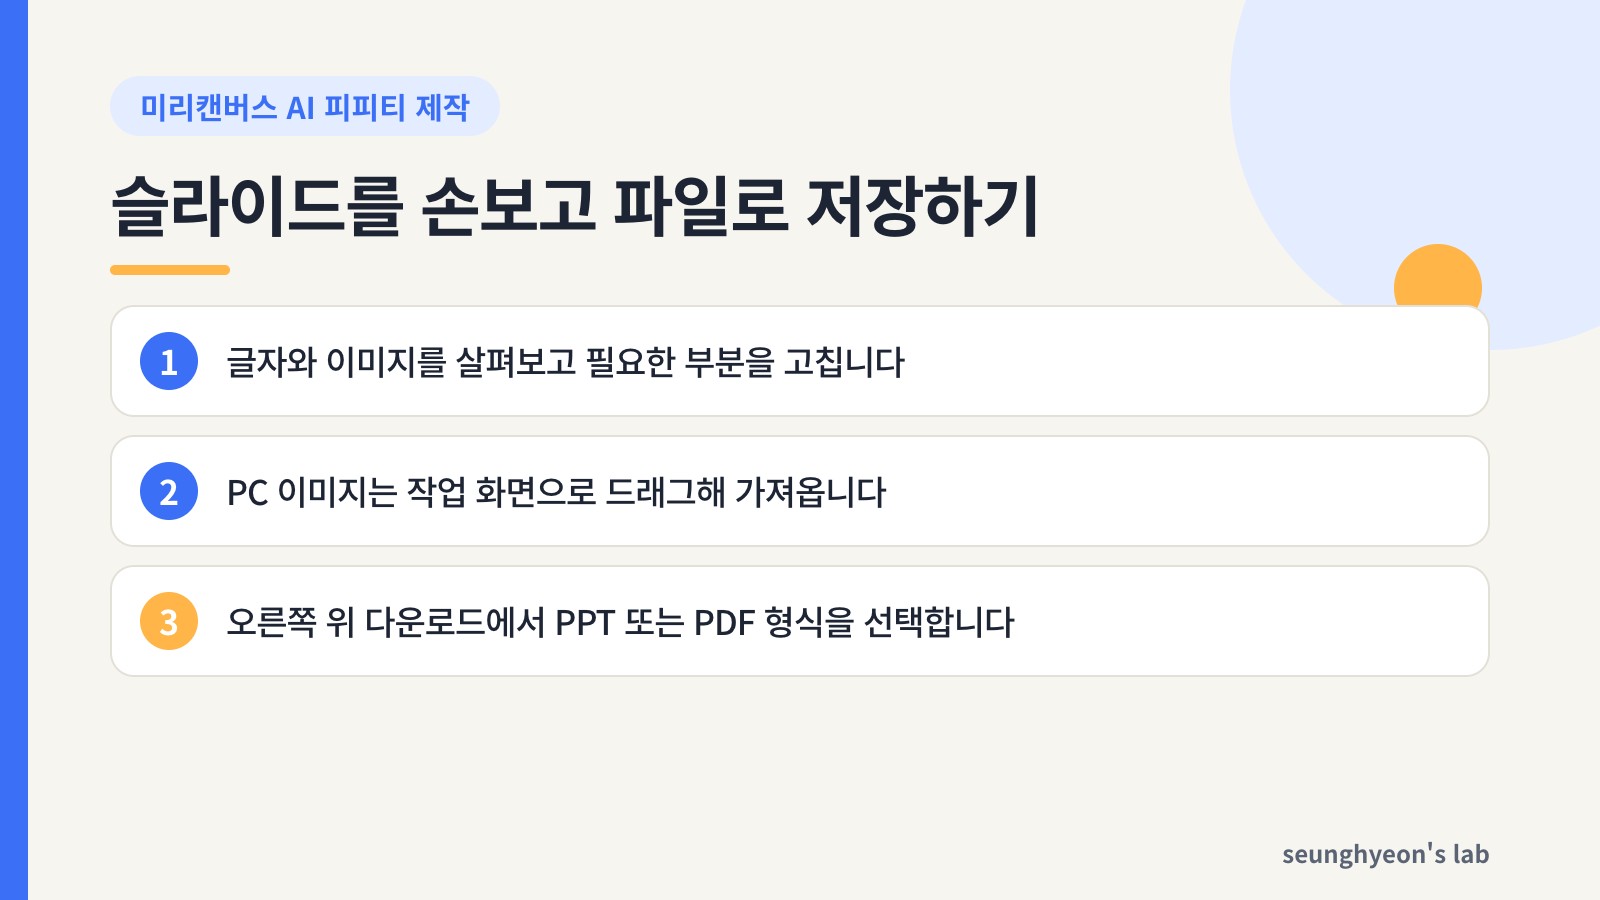 미리캔버스 AI 피피티 제작
슬라이드를 손보고 파일로 저장하기
1 글자와 이미지를 살펴보고 필요한 부분을 고칩니다
2 PC 이미지는 작업 화면으로 드래그해 가져옵니다
3 오른쪽 위 다운로드에서 PPT 또는 PDF 형식을 선택합니다
seunghyeon's lab